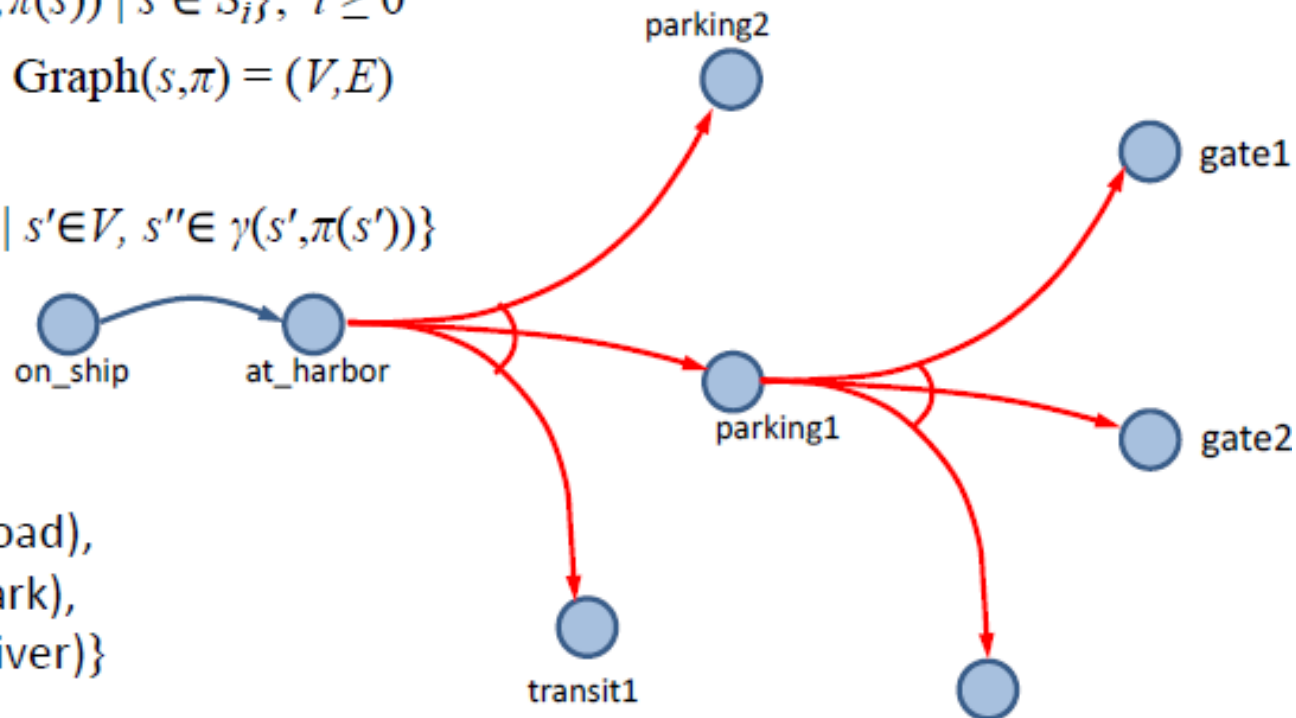 π(s)) | s ∈ Sᵢ}, i ≥ 0
Graph(s,π) = (V,E)
| s′∈V, s″∈ γ(s′,π(s′))}
parking2
gate1
on_ship
at_harbor
parking1
gate2
oad),
ark),
iver)}
transit1